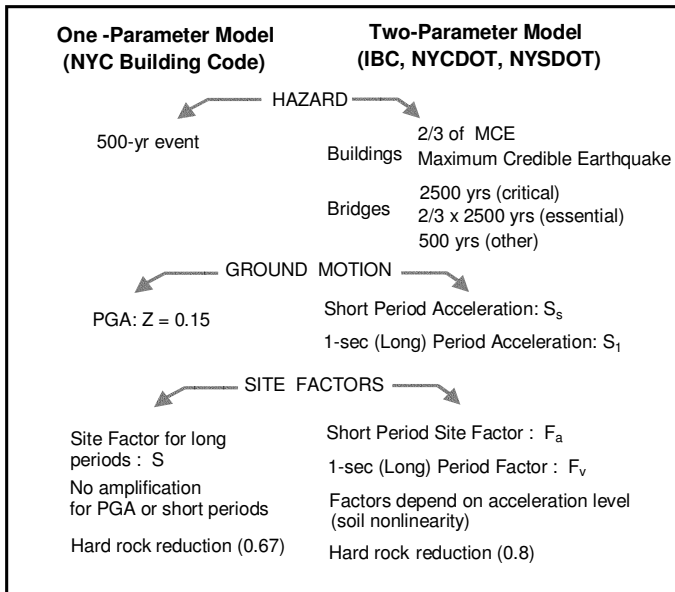 One -Parameter Model
(NYC Building Code)
Two-Parameter Model
(IBC, NYCDOT, NYSDOT)
HAZARD
500-yr event
Buildings
2/3 of MCE
Maximum Credible Earthquake
Bridges
2500 yrs (critical)
2/3 x 2500 yrs (essential)
500 yrs (other)
GROUND MOTION
PGA: Z = 0.15
Short Period Acceleration: Ss
1-sec (Long) Period Acceleration: S1
SITE FACTORS
Site Factor for long
periods : S
No amplification
for PGA or short periods
Hard rock reduction (0.67)
Short Period Site Factor : Fa
1-sec (Long) Period Factor : Fv
Factors depend on acceleration level
(soil nonlinearity)
Hard rock reduction (0.8)